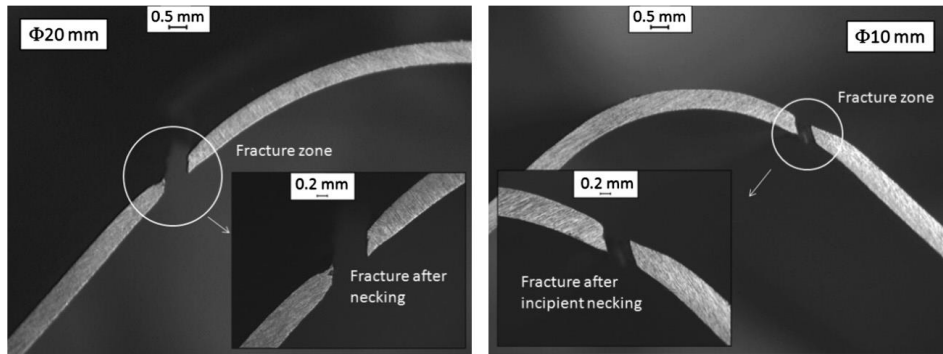 Φ20 mm
0.5 mm
Fracture zone
0.2 mm
Fracture after
necking
0.5 mm
Φ10 mm
Fracture zone
0.2 mm
Fracture after
incipient necking